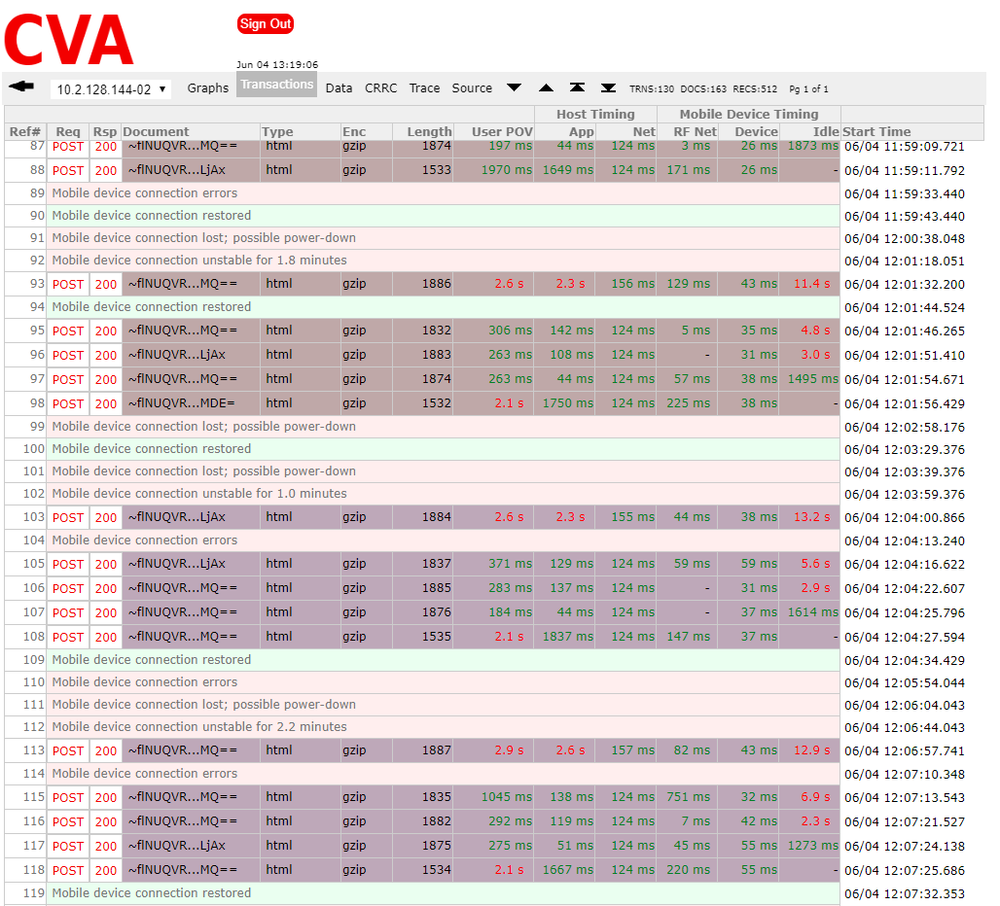 CVA
Sign Out
Jun 04 13:19:06
10.2.128.144-02 Graphs Transactions Data CRRC Trace Source TRNS:130 DOCS:163 RECS:512 Pg 1 of 1
Host Timing Mobile Device Timing
Ref# Req Rsp Document Type Enc Length User POV App Net RF Net Device Idle Start Time
87 POST 200 ~flNUQVR...MQ== html gzip 1874 197 ms 44 ms 124 ms 3 ms 26 ms 1873 ms 06/04 11:59:09.721
88 POST 200 ~flNUQVR...LjAx html gzip 1533 1970 ms 1649 ms 124 ms 171 ms 26 ms - 06/04 11:59:11.792
89 Mobile device connection errors 06/04 11:59:33.440
90 Mobile device connection restored 06/04 11:59:43.440
91 Mobile device connection lost; possible power-down 06/04 12:00:38.048
92 Mobile device connection unstable for 1.8 minutes 06/04 12:01:18.051
93 POST 200 ~flNUQVR...MQ== html gzip 1886 2.6 s 2.3 s 156 ms 129 ms 43 ms 11.4 s 06/04 12:01:32.200
94 Mobile device connection restored 06/04 12:01:44.524
95 POST 200 ~flNUQVR...MQ== html gzip 1832 306 ms 142 ms 124 ms 5 ms 35 ms 4.8 s 06/04 12:01:46.265
96 POST 200 ~flNUQVR...LjAx html gzip 1883 263 ms 108 ms 124 ms - 31 ms 3.0 s 06/04 12:01:51.410
97 POST 200 ~flNUQVR...MQ== html gzip 1874 263 ms 44 ms 124 ms 57 ms 38 ms 1495 ms 06/04 12:01:54.671
98 POST 200 ~flNUQVR...MDE= html gzip 1532 2.1 s 1750 ms 124 ms 225 ms 38 ms - 06/04 12:01:56.429
99 Mobile device connection lost; possible power-down 06/04 12:02:58.176
100 Mobile device connection restored 06/04 12:03:29.376
101 Mobile device connection lost; possible power-down 06/04 12:03:39.376
102 Mobile device connection unstable for 1.0 minutes 06/04 12:03:59.376
103 POST 200 ~flNUQVR...LjAx html gzip 1884 2.6 s 2.3 s 155 ms 44 ms 38 ms 13.2 s 06/04 12:04:00.866
104 Mobile device connection errors 06/04 12:04:13.240
105 POST 200 ~flNUQVR...LjAx html gzip 1837 371 ms 129 ms 124 ms 59 ms 59 ms 5.6 s 06/04 12:04:16.622
106 POST 200 ~flNUQVR...MQ== html gzip 1885 283 ms 137 ms 124 ms - 31 ms 2.9 s 06/04 12:04:22.607
107 POST 200 ~flNUQVR...MQ== html gzip 1876 184 ms 44 ms 124 ms - 37 ms 1614 ms 06/04 12:04:25.796
108 POST 200 ~flNUQVR...MQ== html gzip 1535 2.1 s 1837 ms 124 ms 147 ms 37 ms - 06/04 12:04:27.594
109 Mobile device connection restored 06/04 12:04:34.429
110 Mobile device connection errors 06/04 12:05:54.044
111 Mobile device connection lost; possible power-down 06/04 12:06:04.043
112 Mobile device connection unstable for 2.2 minutes 06/04 12:06:44.043
113 POST 200 ~flNUQVR...MQ== html gzip 1887 2.9 s 2.6 s 157 ms 82 ms 43 ms 12.9 s 06/04 12:06:57.741
114 Mobile device connection errors 06/04 12:07:10.348
115 POST 200 ~flNUQVR...MQ== html gzip 1835 1045 ms 138 ms 124 ms 751 ms 32 ms 6.9 s 06/04 12:07:13.543
116 POST 200 ~flNUQVR...MQ== html gzip 1882 292 ms 119 ms 124 ms 7 ms 42 ms 2.3 s 06/04 12:07:21.527
117 POST 200 ~flNUQVR...LjAx html gzip 1875 275 ms 51 ms 124 ms 45 ms 55 ms 1273 ms 06/04 12:07:24.138
118 POST 200 ~flNUQVR...MQ== html gzip 1534 2.1 s 1667 ms 124 ms 220 ms 55 ms - 06/04 12:07:25.686
119 Mobile device connection restored 06/04 12:07:32.353